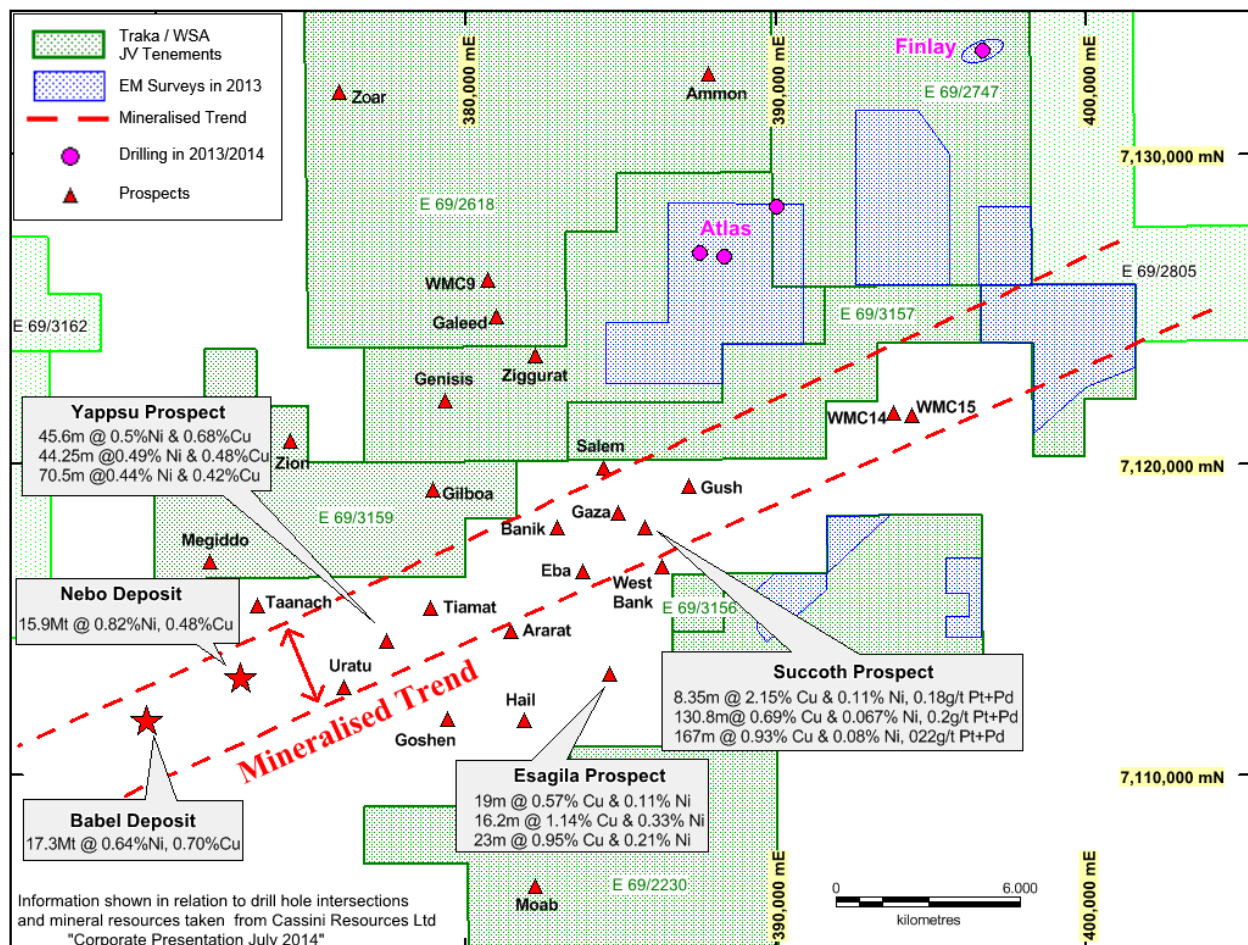 Traka / WSA
JV Tenements
EM Surveys in 2013
Mineralised Trend
Drilling in 2013/2014
Prospects
380,000 mE
390,000 mE
400,000 mE
Finlay
E 69/2747
Zoar
Ammon
7,130,000 mN
E 69/2618
Atlas
E 69/2805
WMC9
E 69/3162
Galeed
E 69/3157
Ziggurat
Genisis
WMC14
WMC15
Yappsu Prospect
45.6m @ 0.5%Ni & 0.68%Cu
44.25m @0.49% Ni & 0.48%Cu
70.5m @0.44% Ni & 0.42%Cu
Zion
Salem
7,120,000 mN
Gilboa
Gush
E 69/3159
Gaza
Banik
Megiddo
Eba
West
Bank
Nebo Deposit
15.9Mt @ 0.82%Ni, 0.48%Cu
Taanach
Tiamat
E 69/3156
Ararat
Uratu
Mineralised Trend
Succoth Prospect
8.35m @ 2.15% Cu & 0.11% Ni, 0.18g/t Pt+Pd
130.8m@ 0.69% Cu & 0.067% Ni, 0.2g/t Pt+Pd
167m @ 0.93% Cu & 0.08% Ni, 022g/t Pt+Pd
Hail
Goshen
7,110,000 mN
Esagila Prospect
19m @ 0.57% Cu & 0.11% Ni
16.2m @ 1.14% Cu & 0.33% Ni
23m @ 0.95% Cu & 0.21% Ni
Babel Deposit
17.3Mt @ 0.64%Ni, 0.70%Cu
E 69/2230
Moab
390,000 mE
400,000 mE
0
6.000
kilometres
Information shown in relation to drill hole intersections
and mineral resources taken from Cassini Resources Ltd
"Corporate Presentation July 2014"